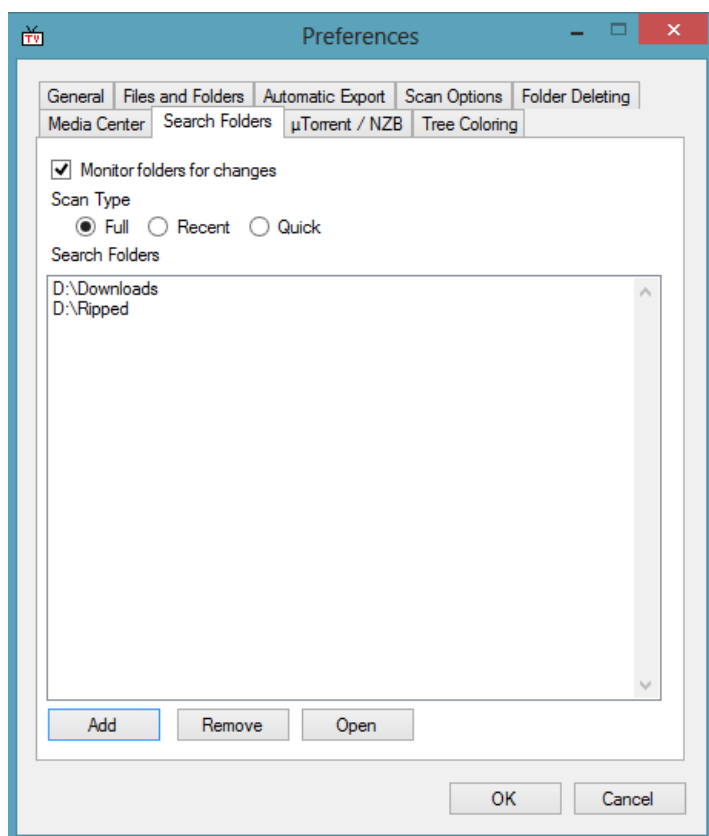 TV
Preferences
General Files and Folders Automatic Export Scan Options Folder Deleting
Media Center Search Folders µTorrent / NZB Tree Coloring
Monitor folders for changes
Scan Type
Full Recent Quick
Search Folders
D:\Downloads
D:\Ripped
Add Remove Open
OK Cancel